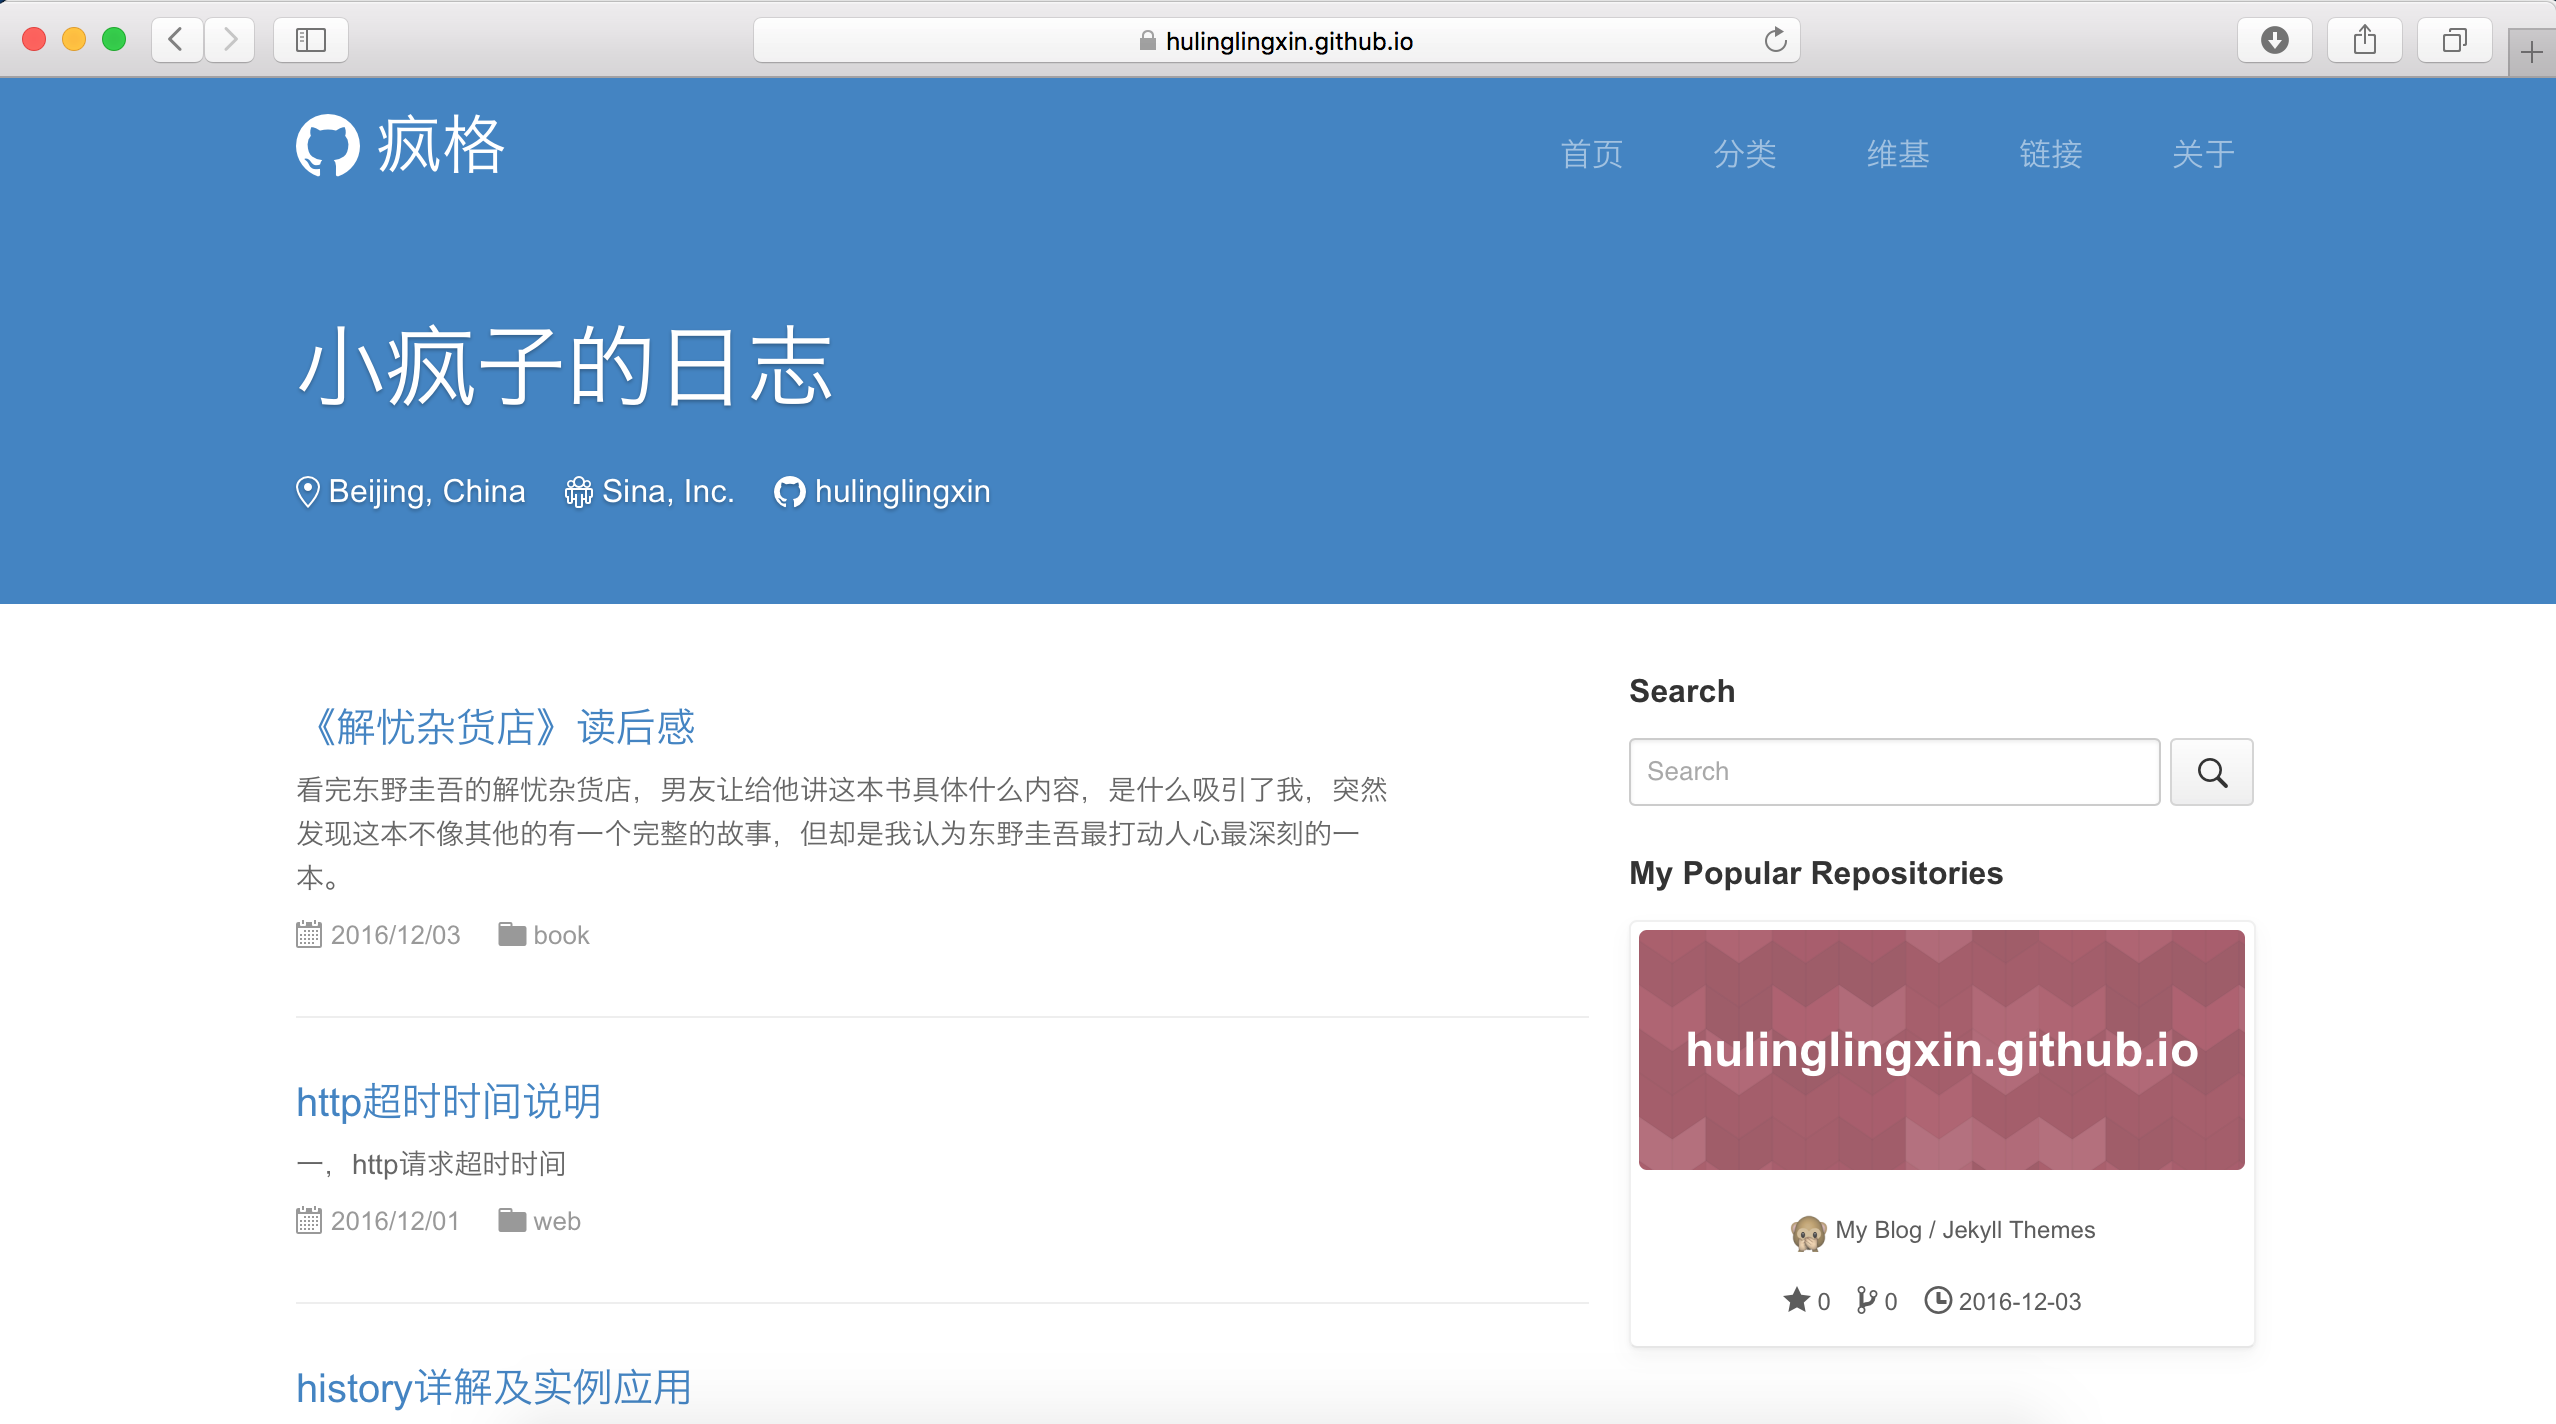 hulinglingxin.github.io
疯格
首页 分类 维基 链接 关于
小疯子的日志
Beijing, China Sina, Inc. hulinglingxin
《解忧杂货店》读后感
看完东野圭吾的解忧杂货店，男友让给他讲这本书具体什么内容，是什么吸引了我，突然
发现这本不像其他的有一个完整的故事，但却是我认为东野圭吾最打动人心最深刻的一
本。
2016/12/03 book
http超时时间说明
一，http请求超时时间
2016/12/01 web
history详解及实例应用
Search
Search
My Popular Repositories
hulinglingxin.github.io
My Blog / Jekyll Themes
0 0 2016-12-03